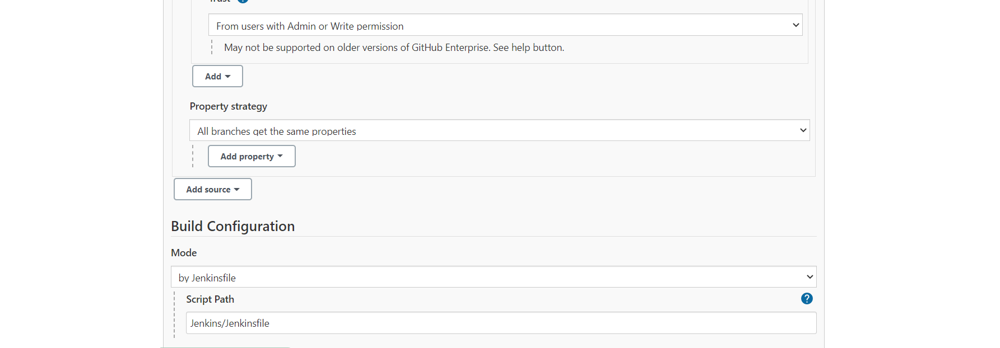 Trust ?
From users with Admin or Write permission
May not be supported on older versions of GitHub Enterprise. See help button.
Add
Property strategy
All branches get the same properties
Add property
Add source
Build Configuration
Mode
by Jenkinsfile
Script Path ?
Jenkins/Jenkinsfile